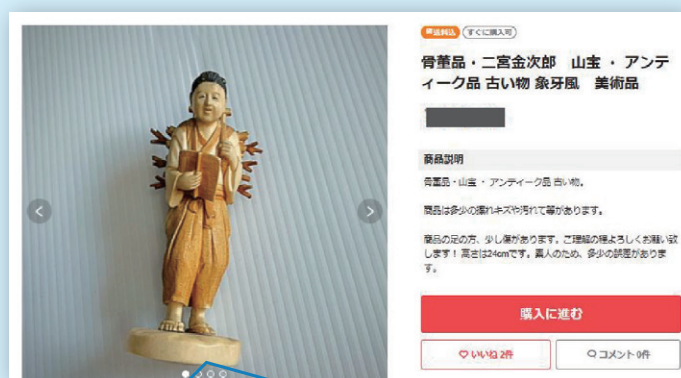 送料込 すぐに購入可
骨董品・二宮金次郎　山宝 ・ アンテ
ィーク品 古い物 象牙風　美術品
商品説明
骨董品・山宝 ・ アンティーク品 古い物。
商品は多少の擦れキズや汚れて等があります。
商品の足の方、少し傷があります。ご理解の程よろしくお願い致
します！高さは24cmです。素人のため、多少の誤差がありま
す。
購入に進む
いいね 2件
コメント 0件